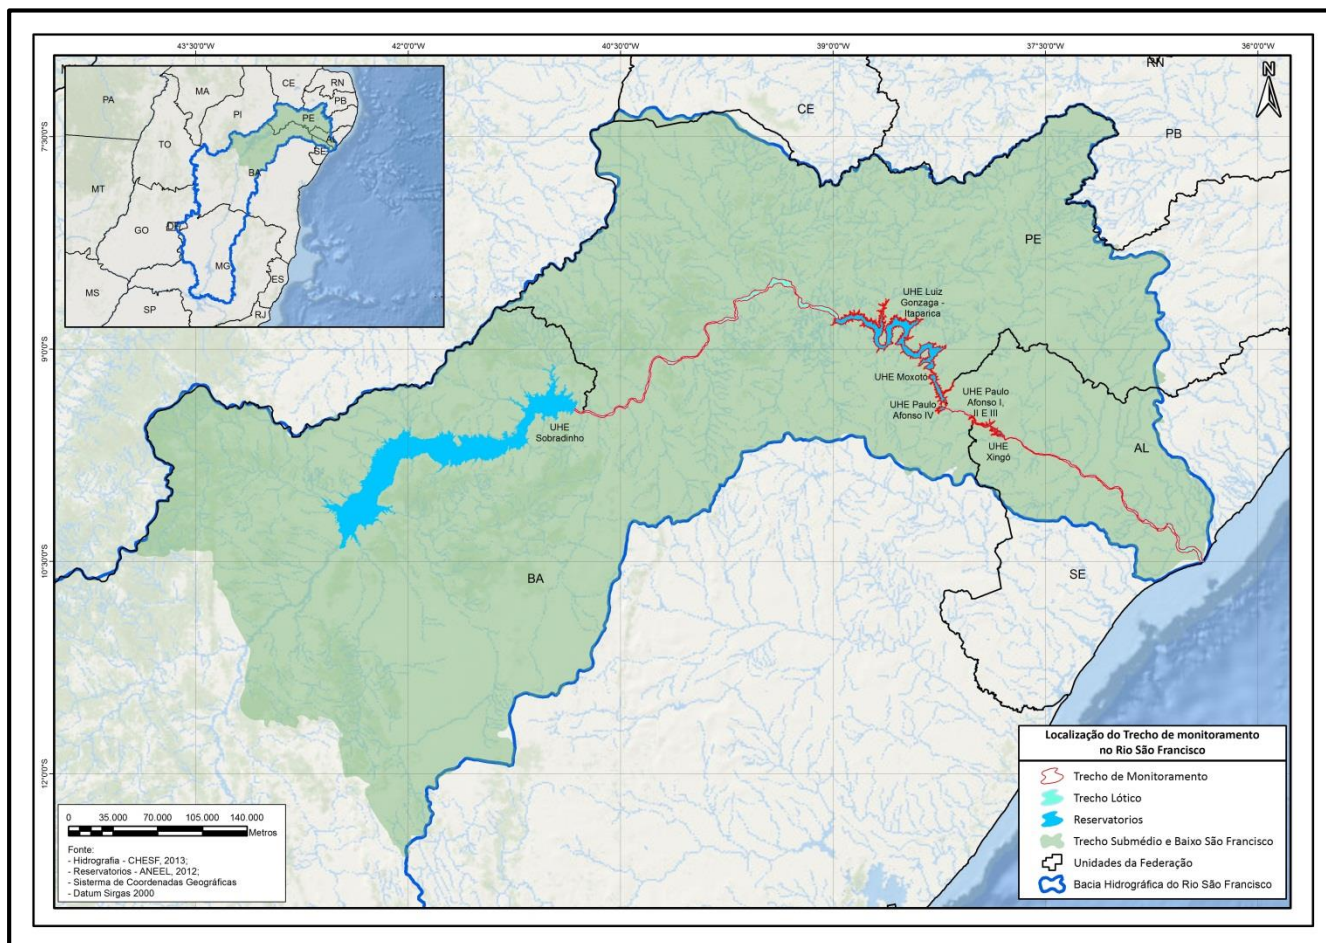 43°30'0"W
42°0'0"W
40°30'0"W
39°0'0"W
37°30'0"W
36°0'0"W
PA
MA
CE
RN
PB
PI
PE
TO
AL
SE
BA
MT
GO
DF
MG
MS
ES
SP
RJ
CE
RN
N
PB
7°30'0"S
PE
UHE Luiz
Gonzaga -
Itaparica
9°0'0"S
UHE Moxotó
UHE Paulo
Afonso IV
UHE Paulo
Afonso I,
II E III
UHE
Sobradinho
UHE
Xingó
AL
10°30'0"S
BA
SE
12°0'0"S
Localização do Trecho de monitoramento
no Rio São Francisco
Trecho de Monitoramento
Trecho Lótico
Reservatorios
Trecho Submédio e Baixo São Francisco
Unidades da Federação
Bacia Hidrográfica do Rio São Francisco
0 35.000 70.000 105.000 140.000
Metros
Fonte:
- Hidrografia - CHESF, 2013;
- Reservatorios - ANEEL, 2012;
- Sisterma de Coordenadas Geográficas
- Datum Sirgas 2000